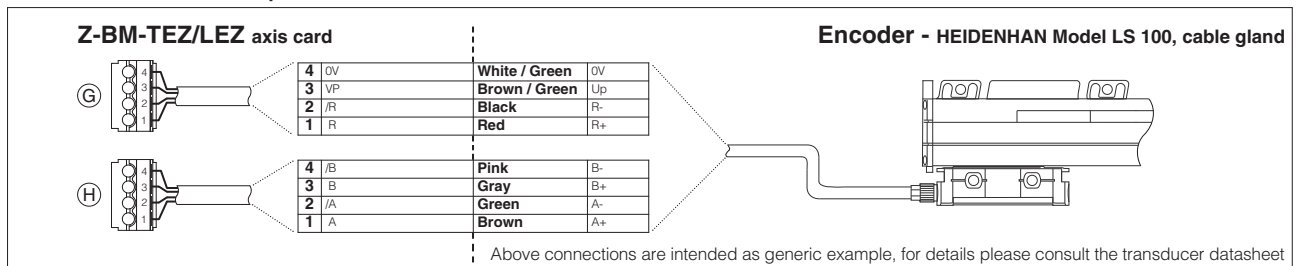 Z-BM-TEZ/LEZ axis card
Encoder - HEIDENHAN Model LS 100, cable gland
G
4
3
2
1
4 0V White / Green 0V
3 VP Brown / Green Up
2 /R Black R-
1 R Red R+
H
4
3
2
1
4 /B Pink B-
3 B Gray B+
2 /A Green A-
1 A Brown A+
Above connections are intended as generic example, for details please consult the transducer datasheet